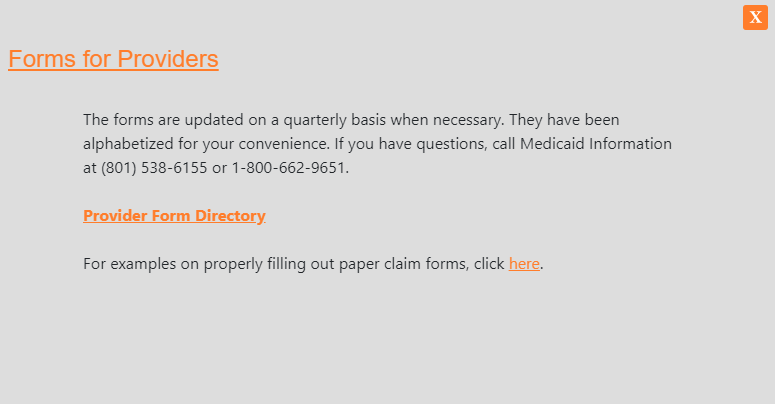 X
Forms for Providers
The forms are updated on a quarterly basis when necessary. They have been
alphabetized for your convenience. If you have questions, call Medicaid Information
at (801) 538-6155 or 1-800-662-9651.
Provider Form Directory
For examples on properly filling out paper claim forms, click here.